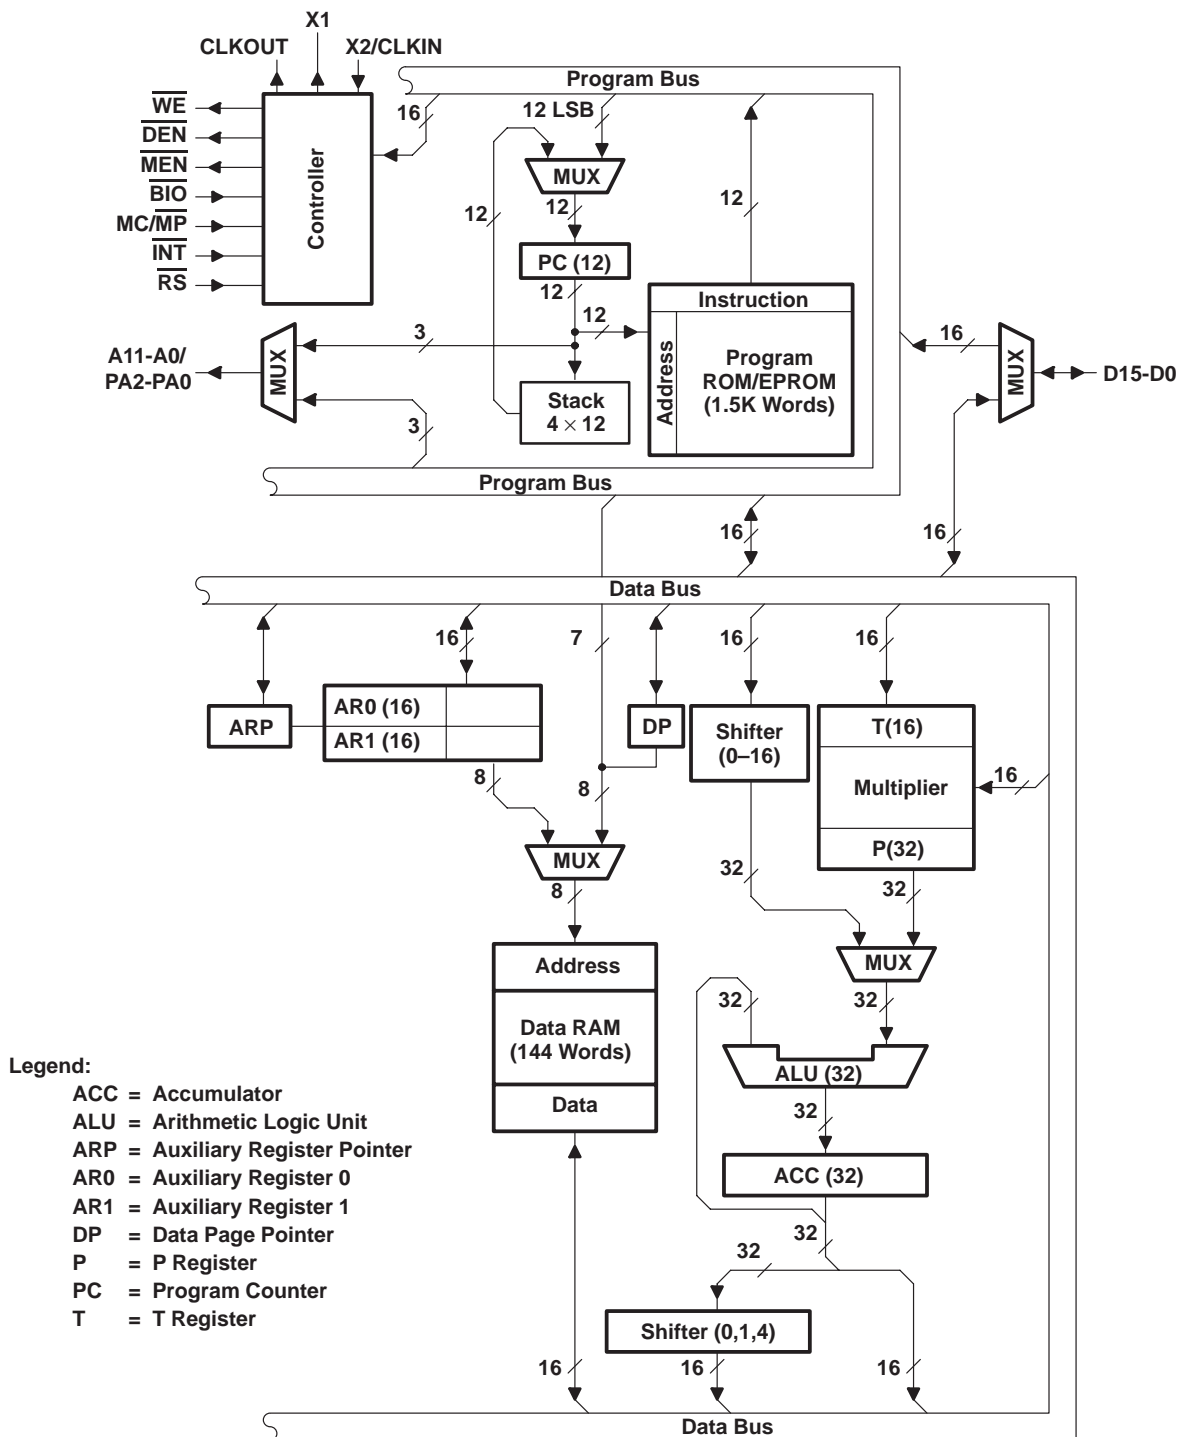 X1
CLKOUT
X2/CLKIN
Program Bus
WE
DEN
MEN
BIO
MC/MP
INT
RS
Controller
16
12 LSB
MUX
12
12
12
PC (12)
12
12
Instruction
Address
Program
ROM/EPROM
(1.5K Words)
Stack
4 × 12
3
A11-A0/
PA2-PA0
MUX
3
16
MUX
D15-D0
Program Bus
16
16
Data Bus
16
7
16
16
ARP
AR0 (16)
AR1 (16)
DP
Shifter
(0–16)
T(16)
Multiplier
P(32)
16
8
8
MUX
8
32
32
MUX
Address
Data RAM
(144 Words)
Data
32
32
ALU (32)
32
ACC (32)
32
32
Shifter (0,1,4)
16
16
16
Data Bus
Legend:
ACC = Accumulator
ALU = Arithmetic Logic Unit
ARP = Auxiliary Register Pointer
AR0 = Auxiliary Register 0
AR1 = Auxiliary Register 1
DP = Data Page Pointer
P = P Register
PC = Program Counter
T = T Register